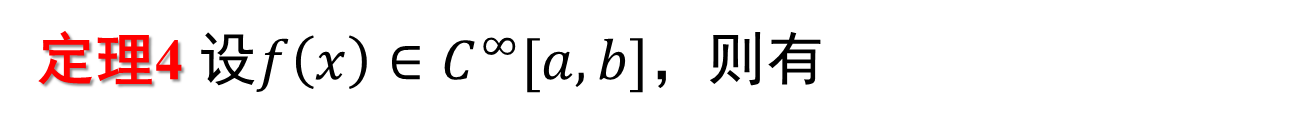 定理4 设f(x) ∈ C^∞[a, b]，则有